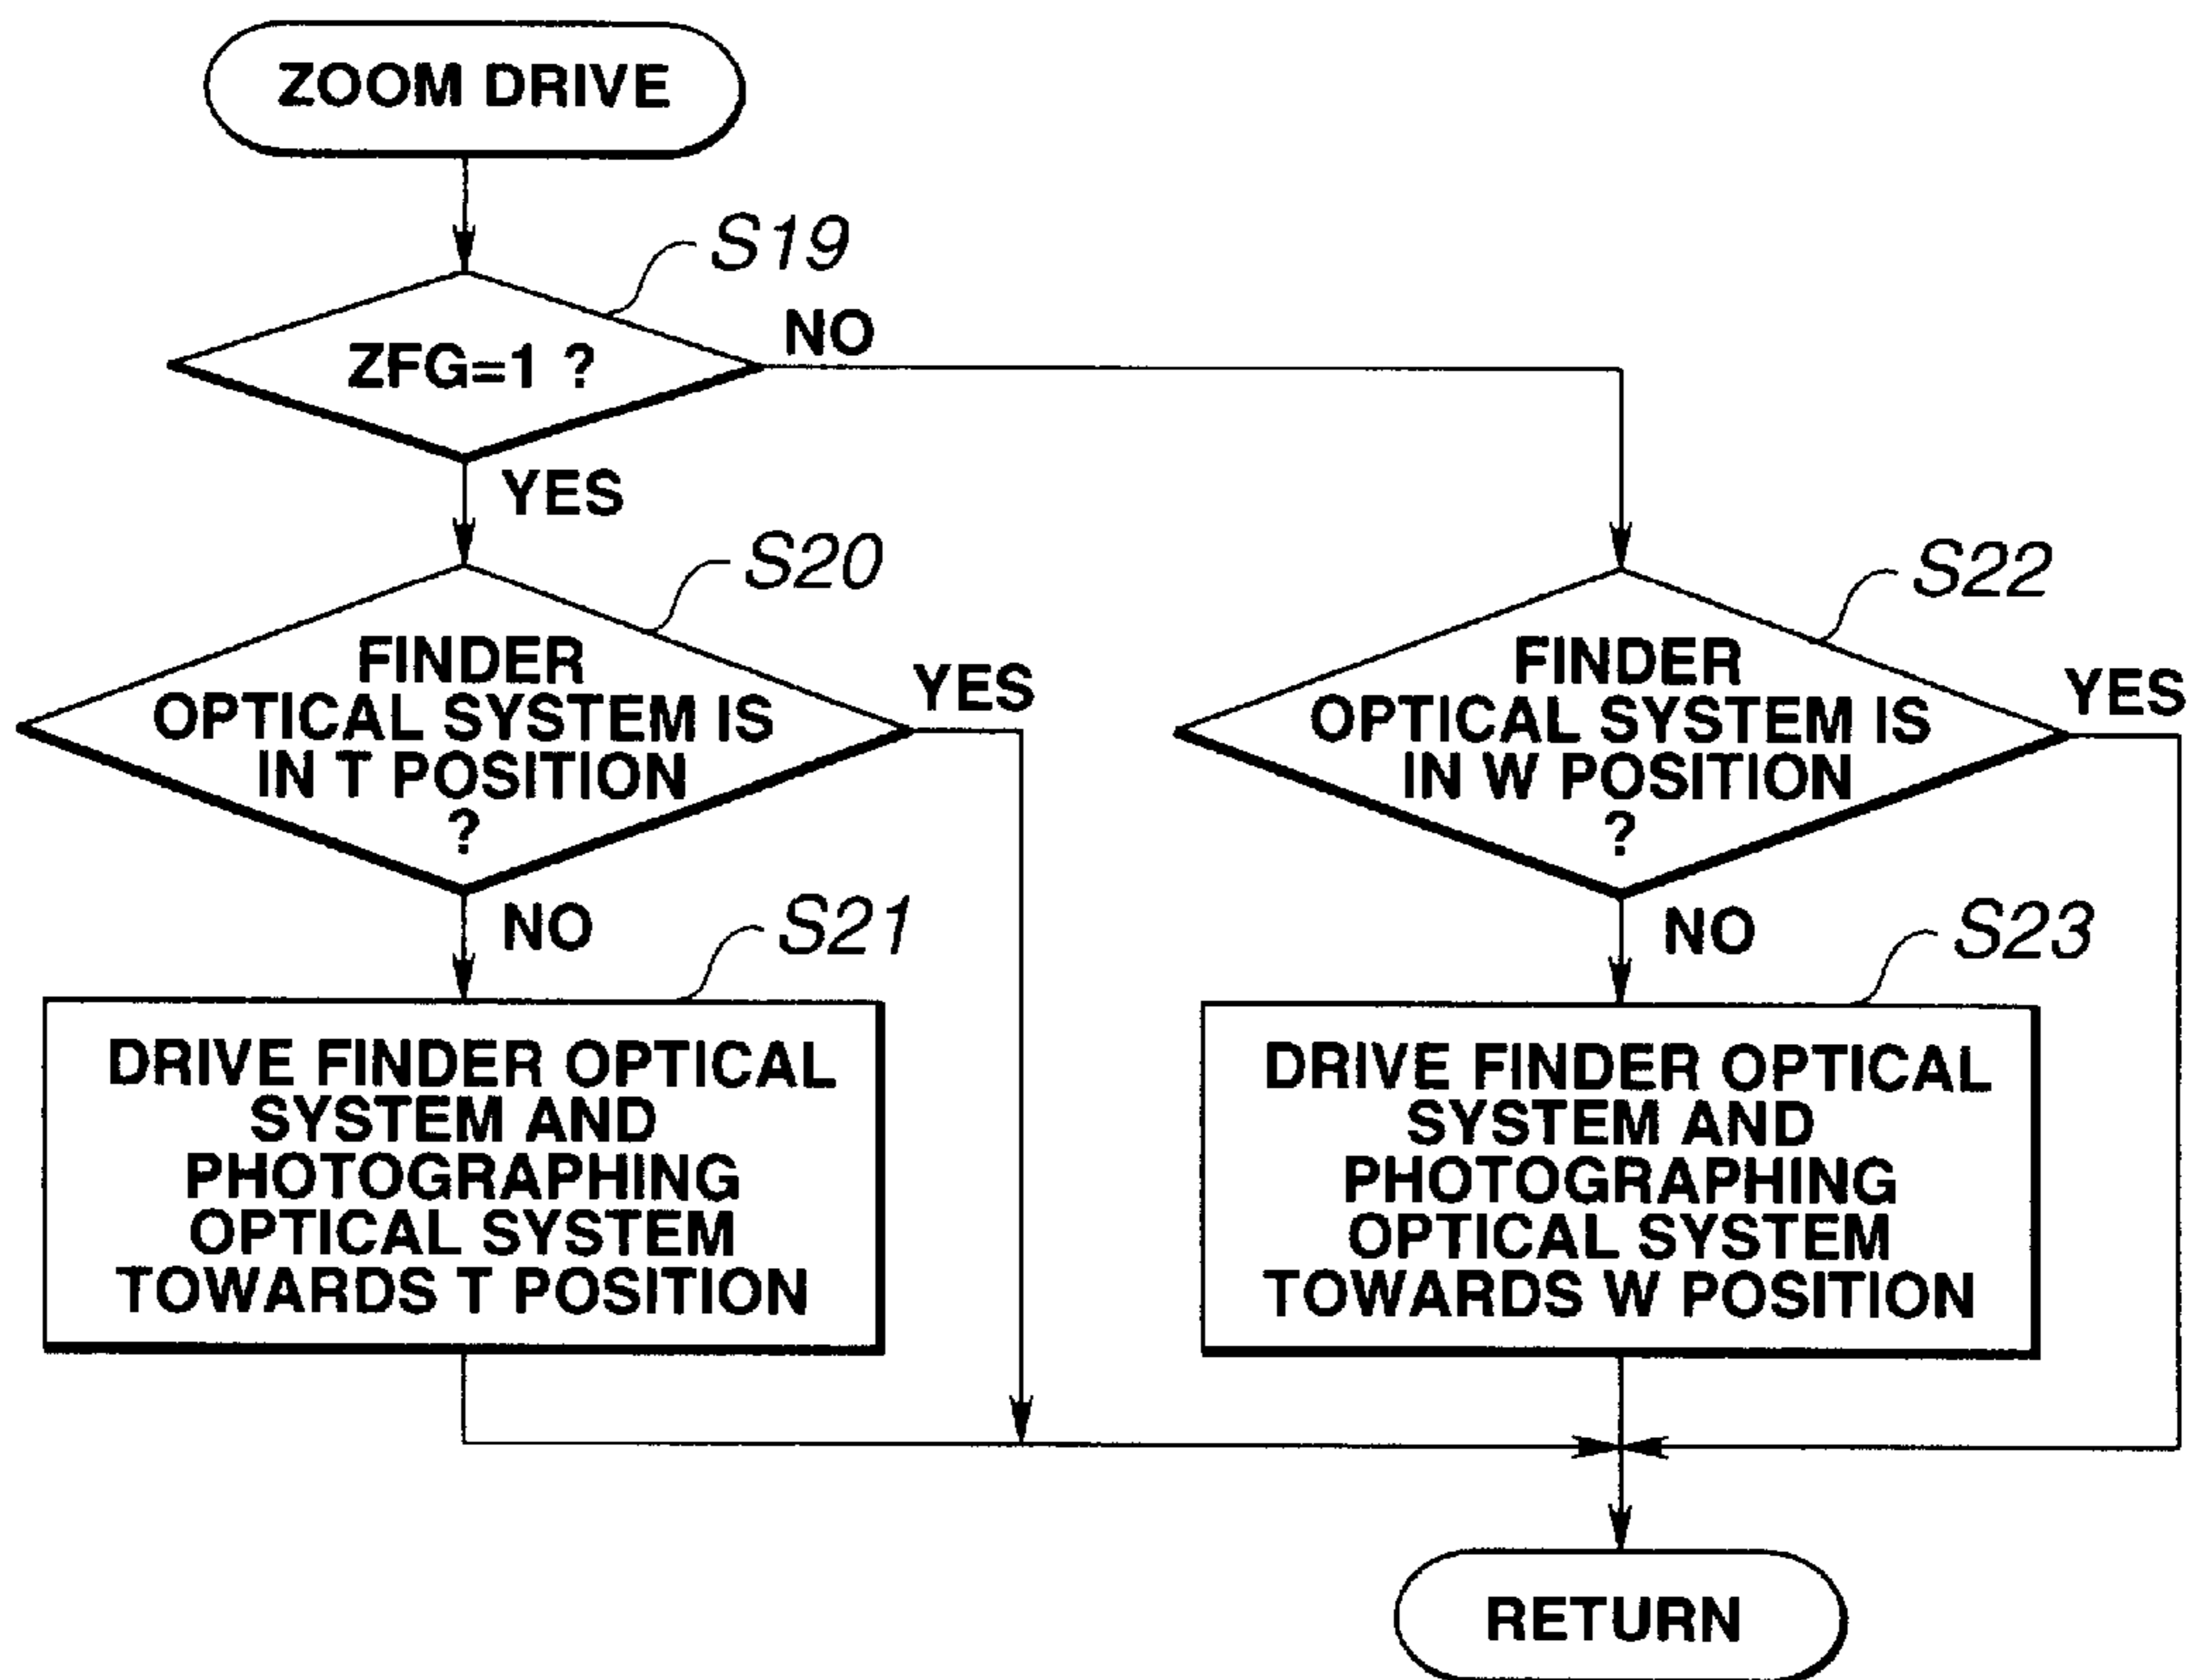 ZOOM DRIVE
S19
ZFG=1 ?
NO
YES
S20
FINDER
OPTICAL SYSTEM IS
IN T POSITION
?
YES
NO
S21
DRIVE FINDER OPTICAL
SYSTEM AND
PHOTOGRAPHING
OPTICAL SYSTEM
TOWARDS T POSITION
S22
FINDER
OPTICAL SYSTEM IS
IN W POSITION
?
YES
NO
S23
DRIVE FINDER OPTICAL
SYSTEM AND
PHOTOGRAPHING
OPTICAL SYSTEM
TOWARDS W POSITION
RETURN